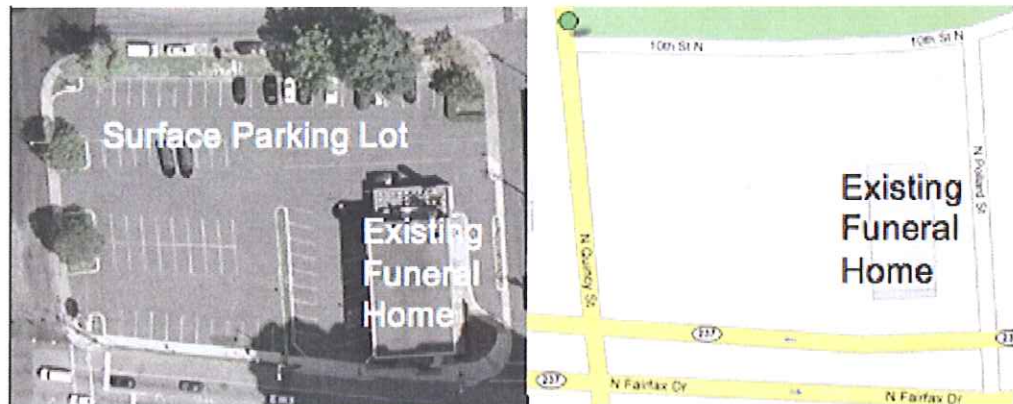 Surface Parking Lot
Existing
Funeral
Home
10th St N
10th St N
N Pollard St
Existing
Funeral
Home
N Quincy St
237
237
N Fairfax Dr
N Fairfax Dr